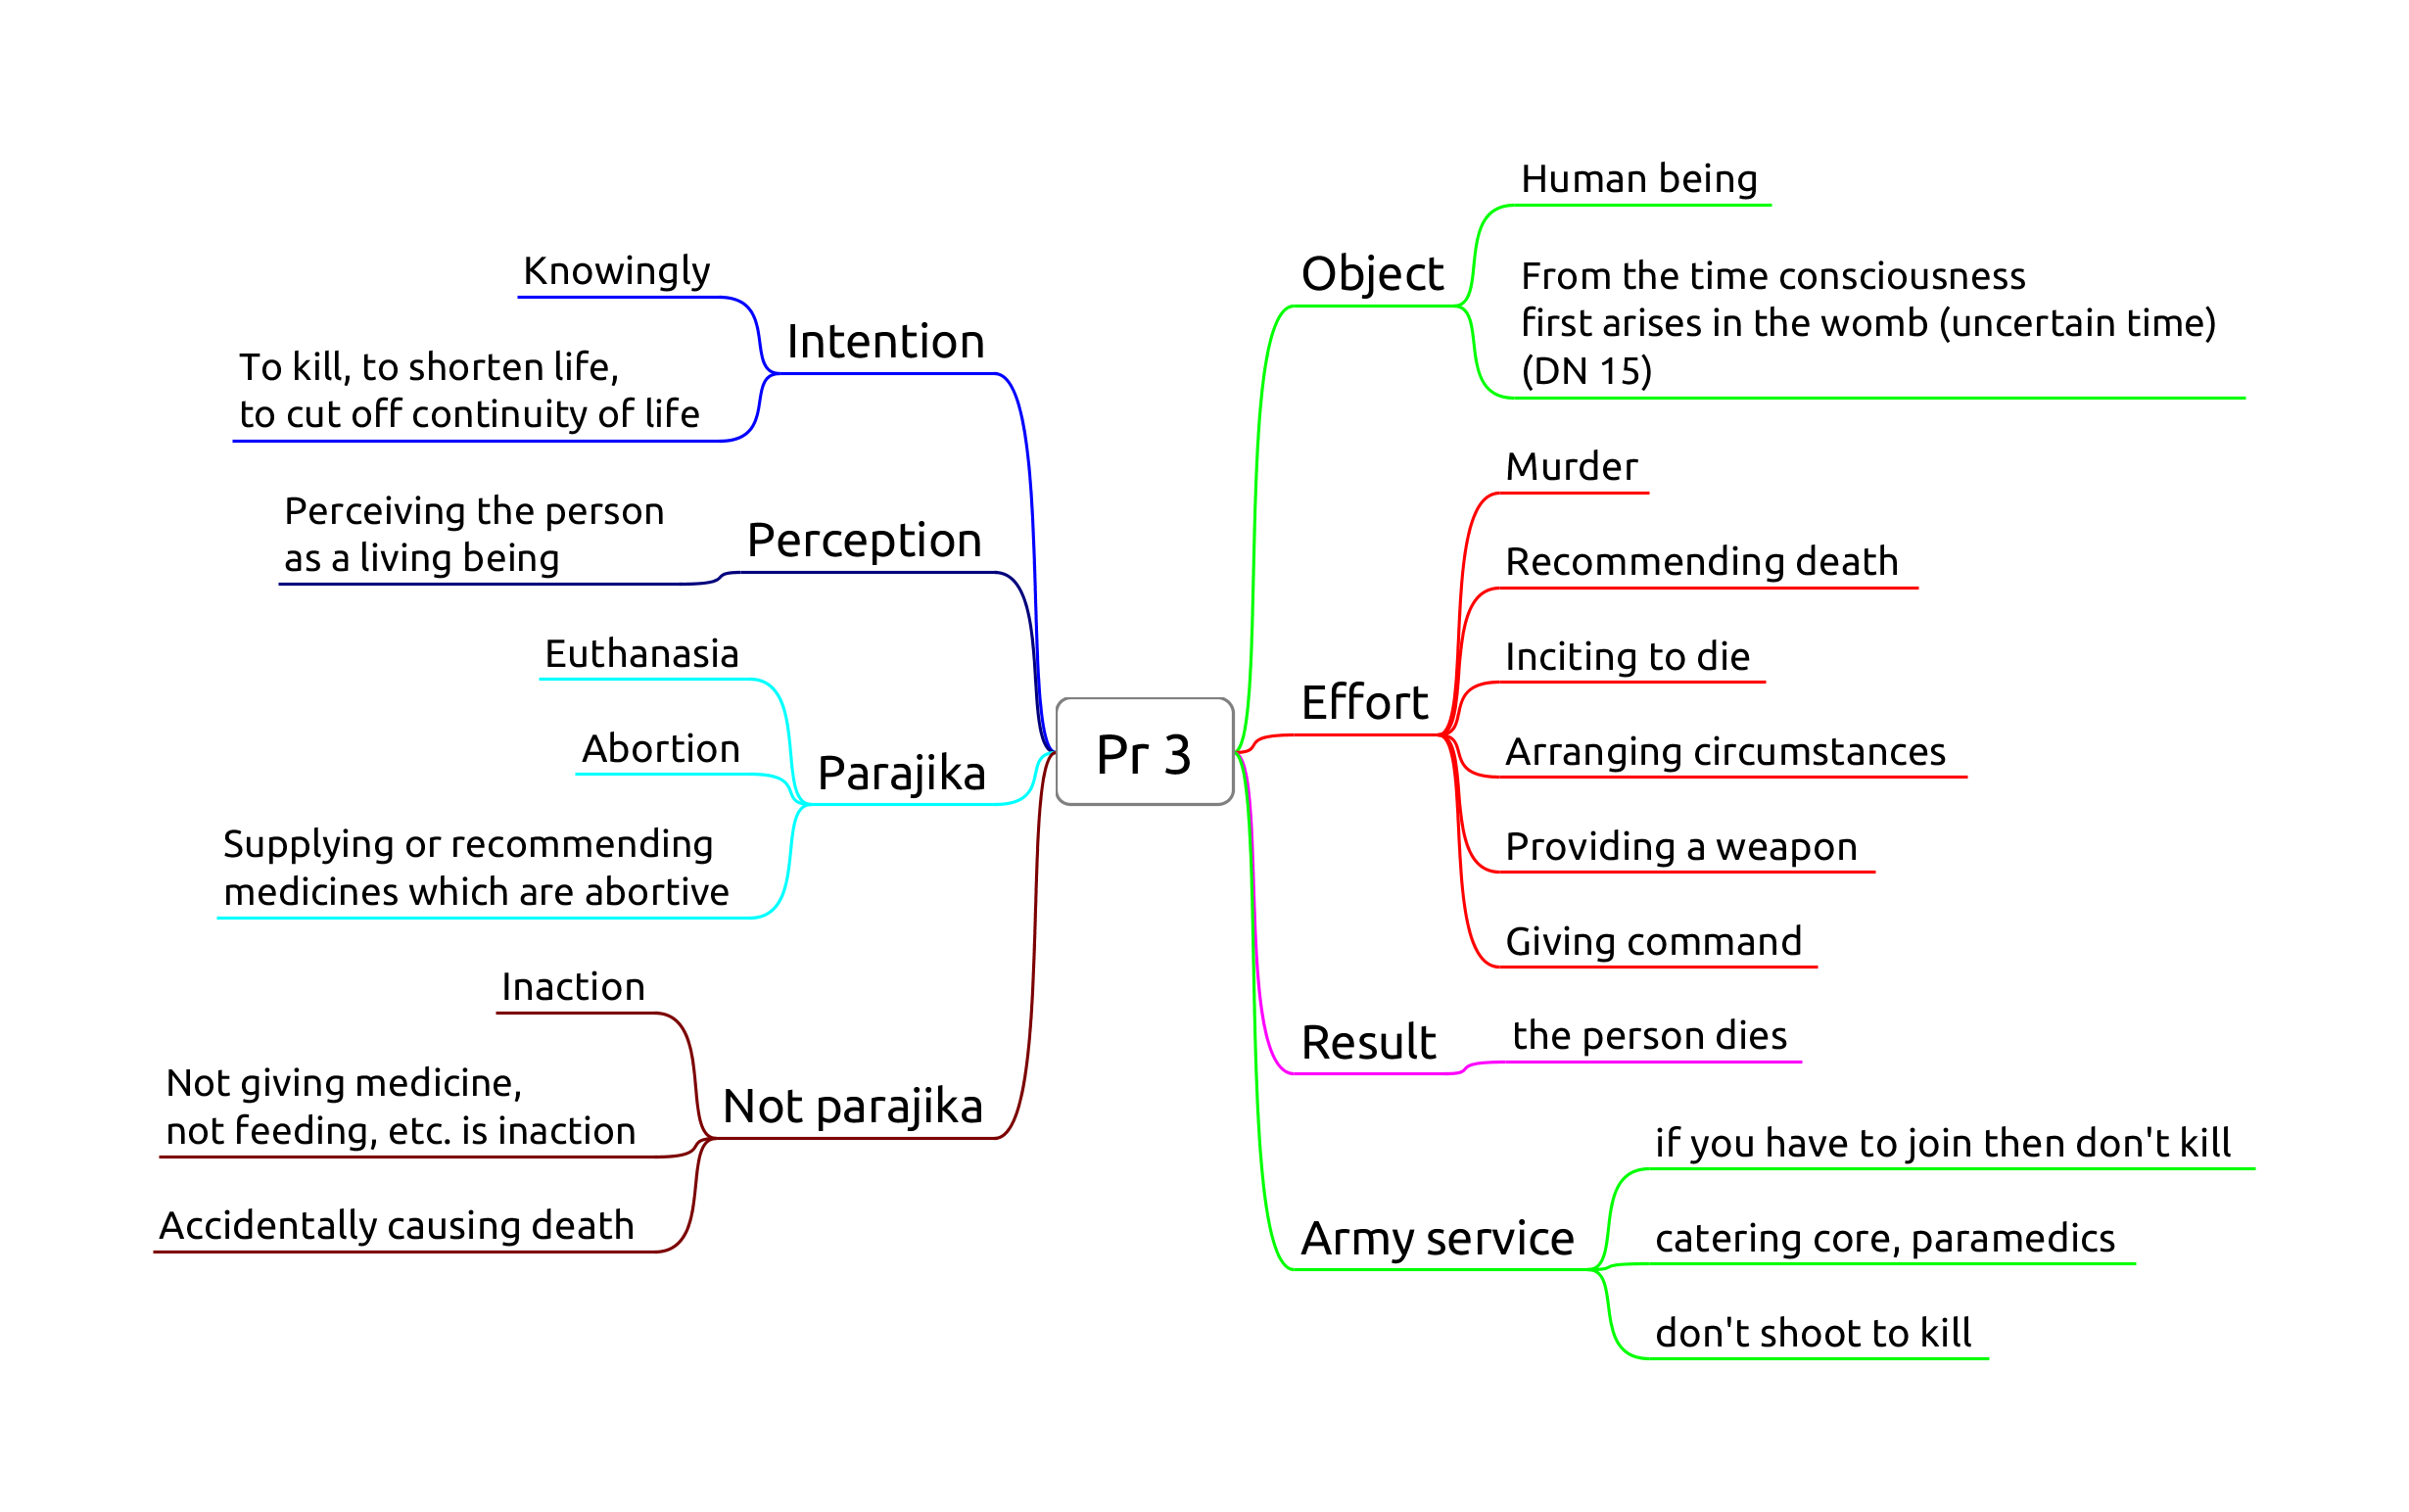 Pr 3
Object
Human being
From the time consciousness
first arises in the womb (uncertain time)
(DN 15)
Effort
Murder
Recommending death
Inciting to die
Arranging circumstances
Providing a weapon
Giving command
Result
the person dies
Army service
if you have to join then don't kill
catering core, paramedics
don't shoot to kill
Intention
Knowingly
To kill, to shorten life,
to cut off continuity of life
Perception
Perceiving the person
as a living being
Parajika
Euthanasia
Abortion
Supplying or recommending
medicines which are abortive
Not parajika
Inaction
Not giving medicine,
not feeding, etc. is inaction
Accidentally causing death